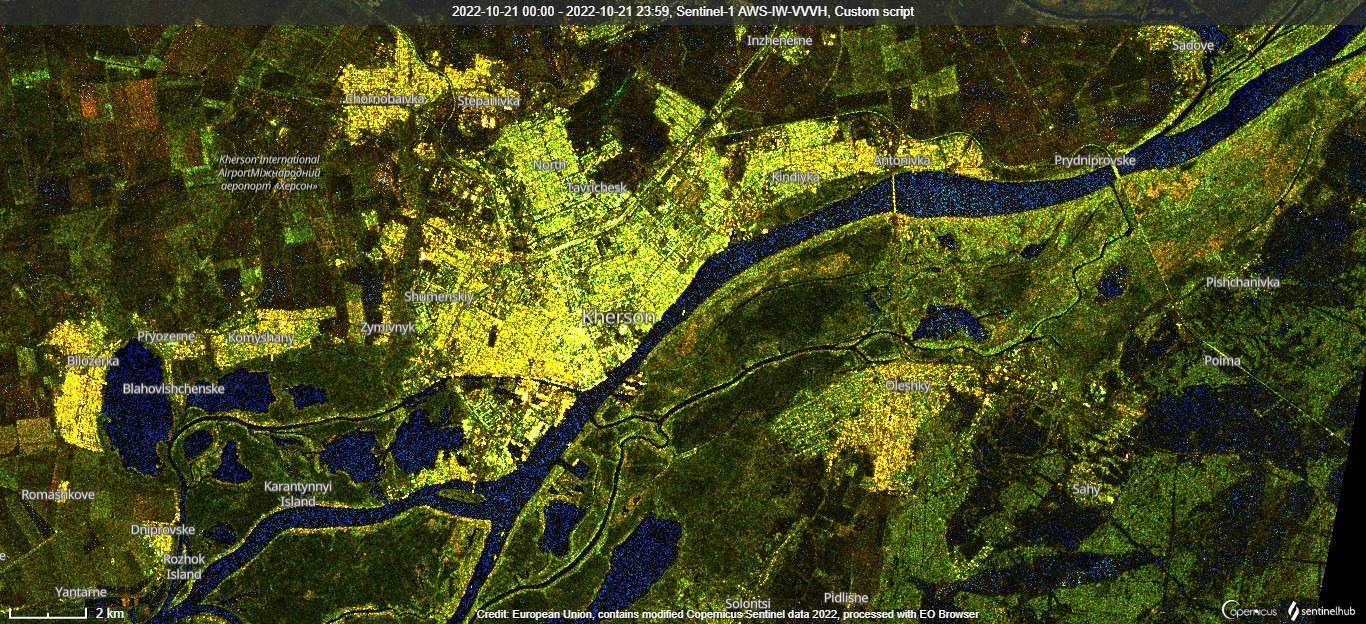 2022-10-21 00:00 - 2022-10-21 23:59, Sentinel-1 AWS-IW-VVVH, Custom script
Inzhenerne
Sadove
Chornobaivka
Stepanivka
Kherson International
AirportМіжнародний
аеропорт «Херсон»
North
Tavrichesk
Kindiyka
Antonivka
Prydniprovske
Shumenskiy
Kherson
Pishchanivka
Pryozerne
Komyshany
Zymivnyk
Bilozerka
Blahovishchenske
Oleshky
Poima
Romashkove
Karantynnyi
Island
Sahy
Dniprovske
e
Rozhok
Island
Yantarne
Solontsi
Pidlishe
2 km
Credit: European Union, contains modified Copernicus Sentinel data 2022, processed with EO Browser
Copernicus
sentinelhub